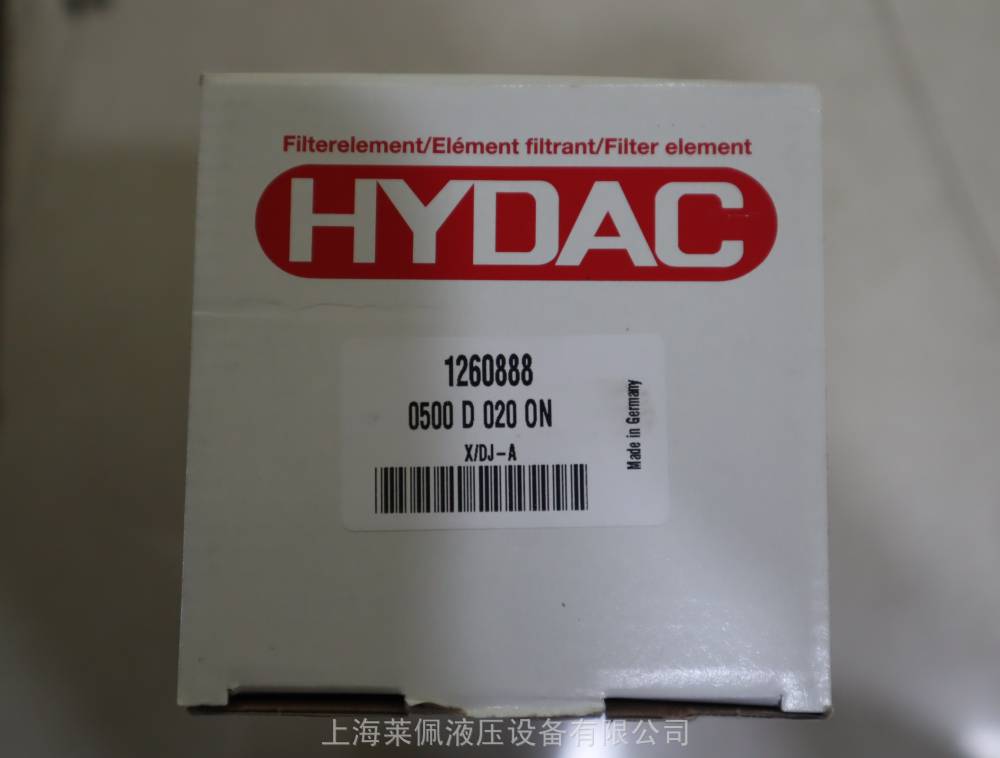 Filterelement/Elément filtrant/Filter element
HYDAC
1260888
0500 D 020 ON
X/DJ-A
Made in Germany
上海莱佩液压设备有限公司